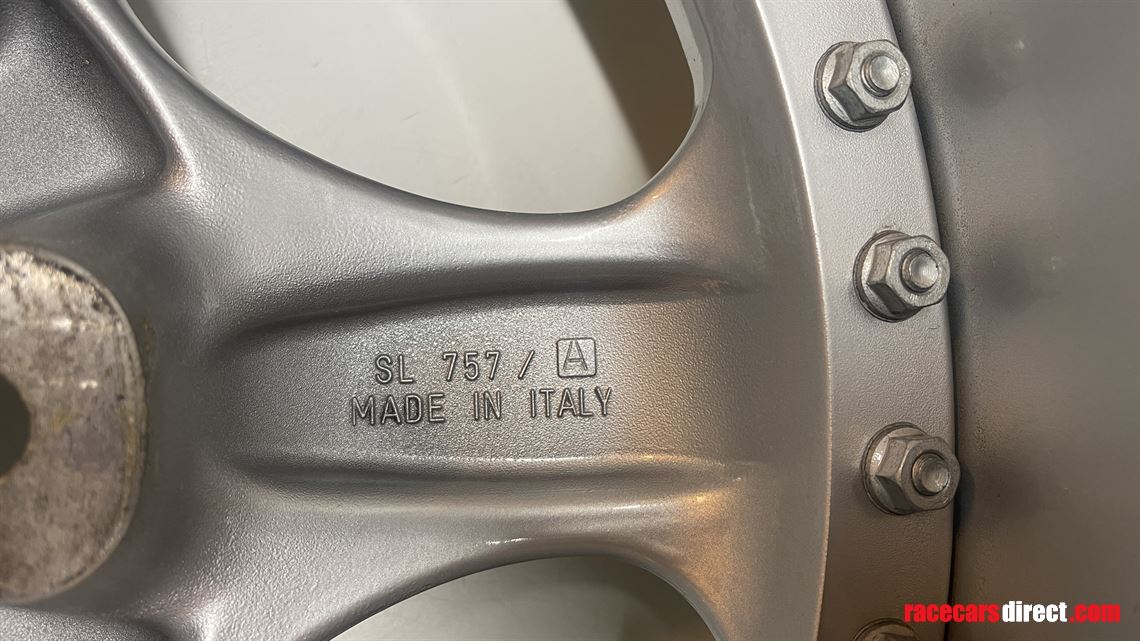 SL 757 / A
MADE IN ITALY
racecarsdirect.com